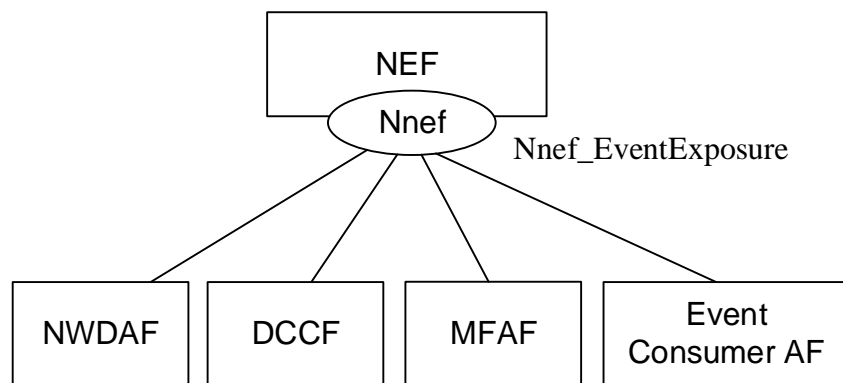 NEF
Nnef
Nnef_EventExposure
NWDAF
DCCF
MFAF
Event
Consumer AF